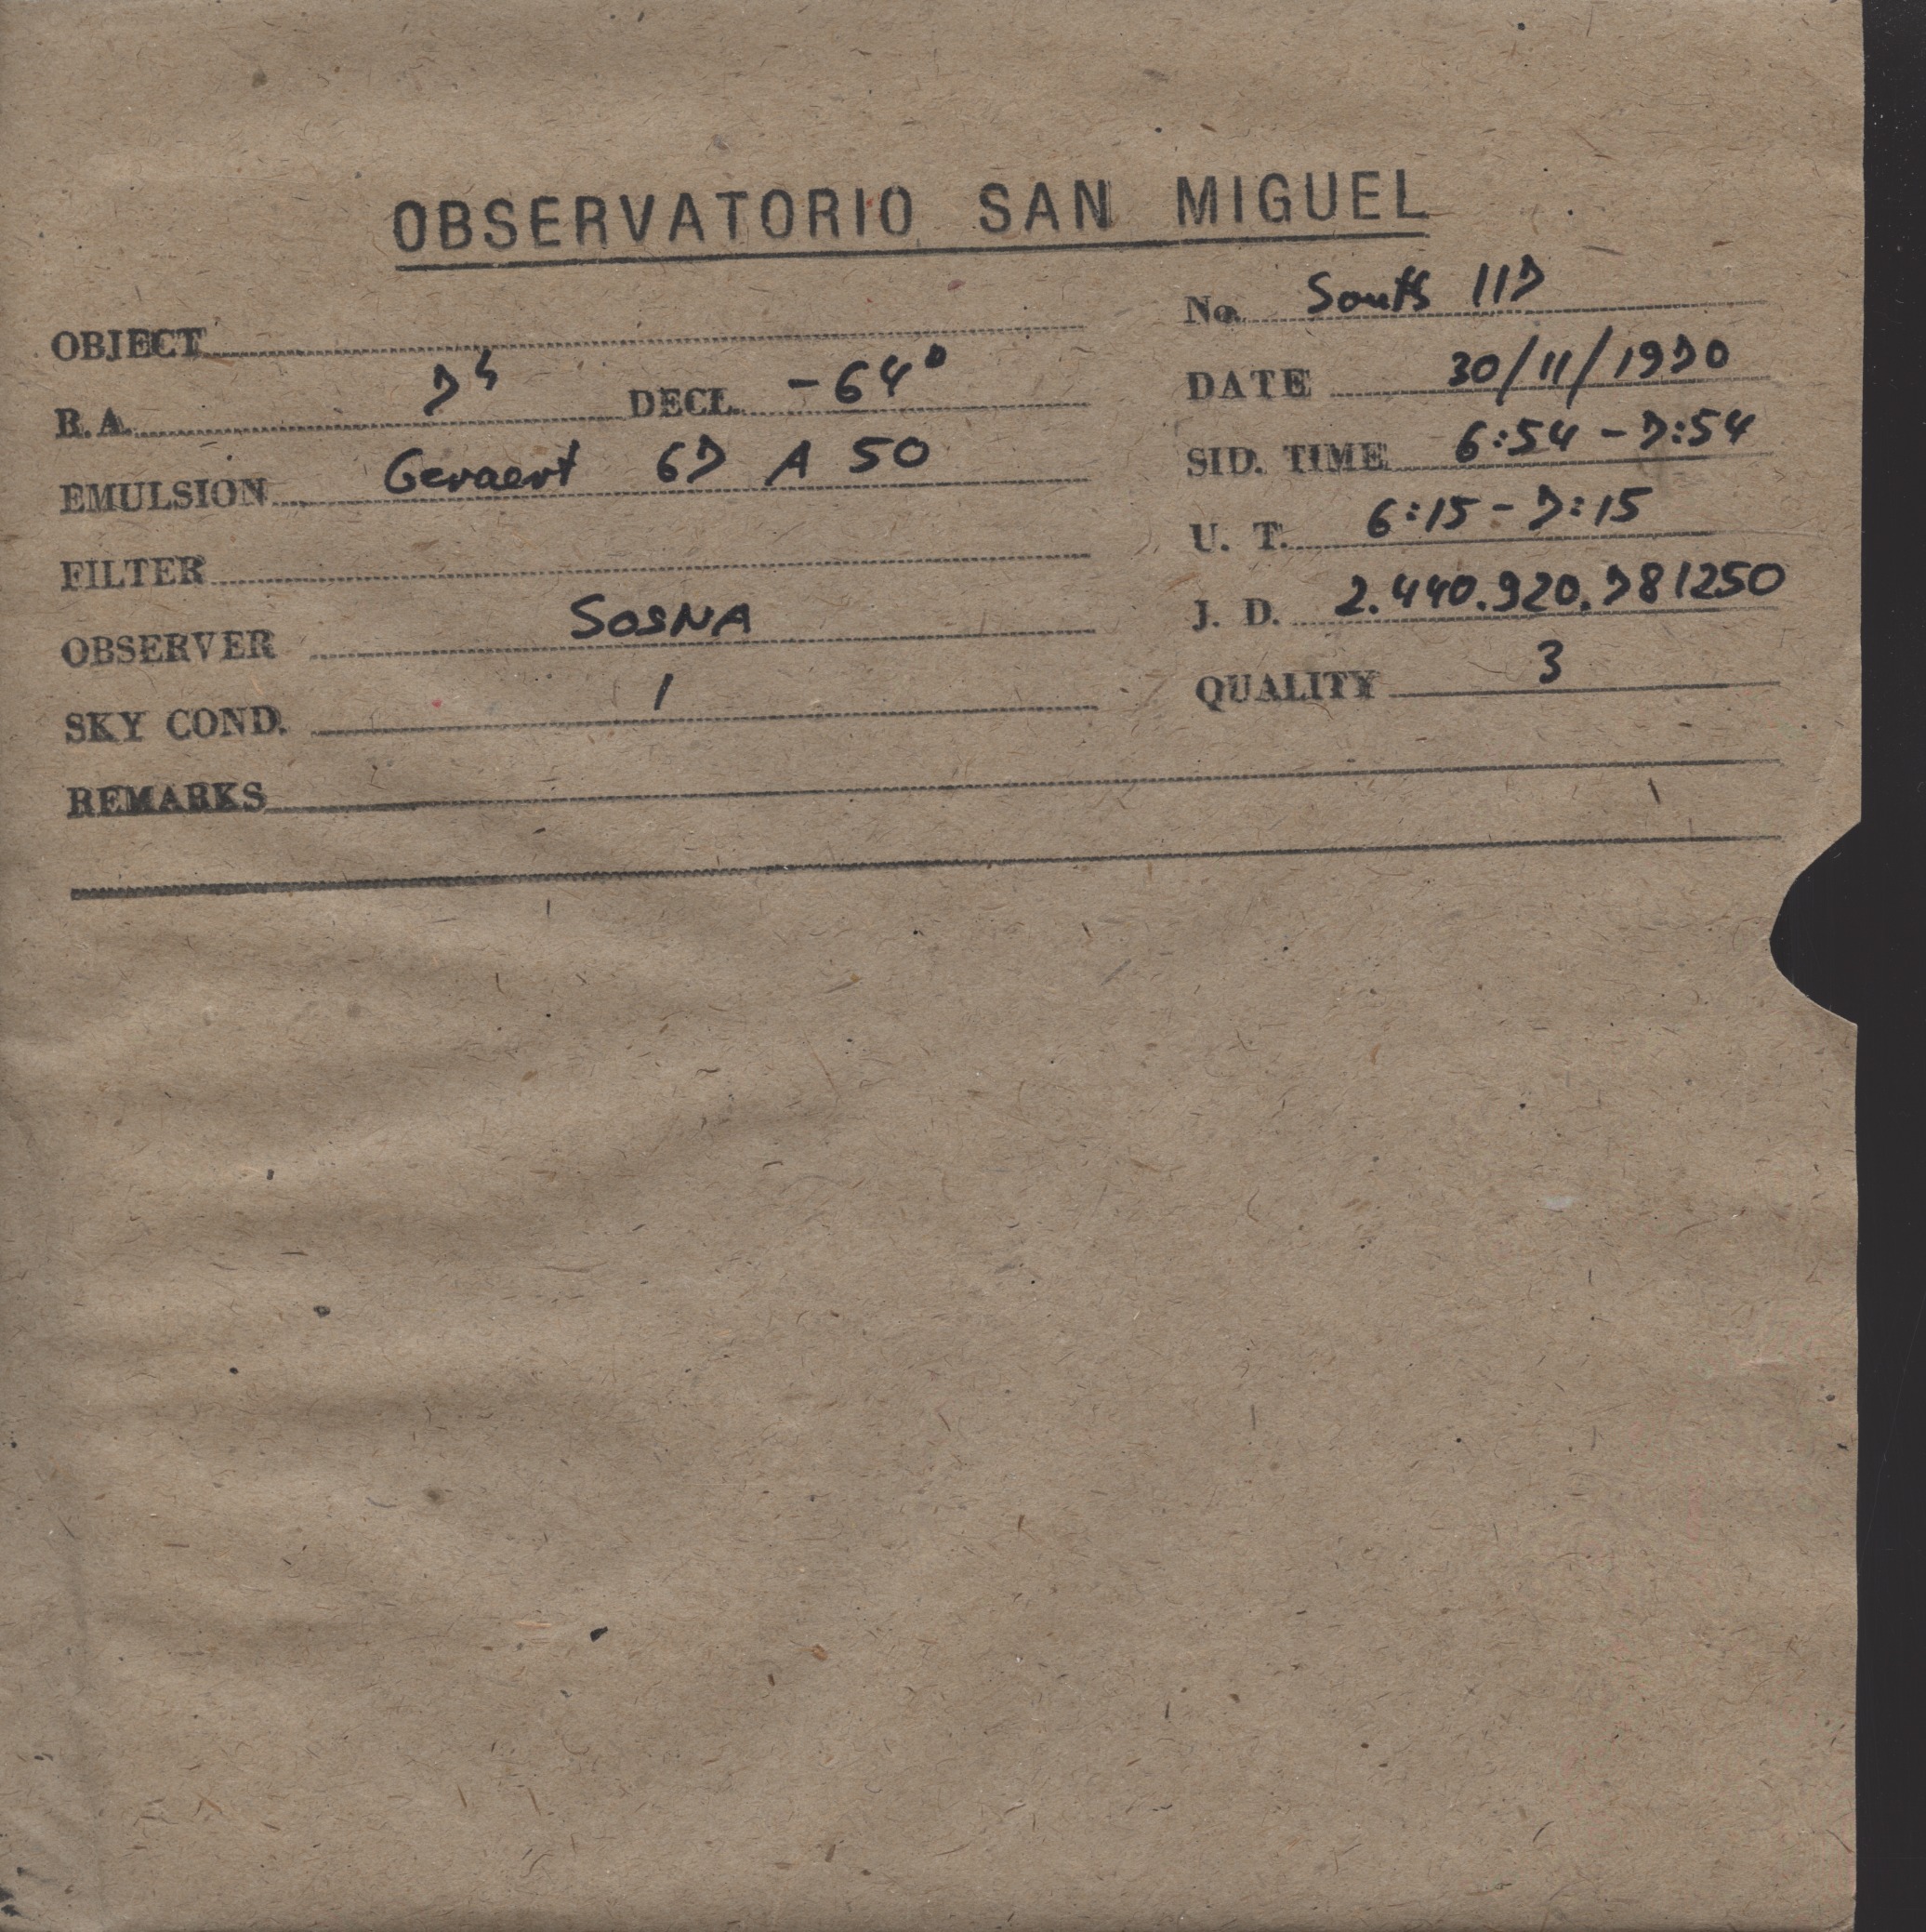 OBSERVATORIO SAN MIGUEL
No. South 117
OBJECT
DATE 30/11/1970
R.A. 7h DECL. -64°
SID. TIME 6:54 - 7:54
EMULSION Gevaert 67 A 50
U. T. 6:15 - 7:15
FILTER
J. D. 2.440.920.781250
OBSERVER SOSNA
QUALITY 3
SKY COND. 1
REMARKS